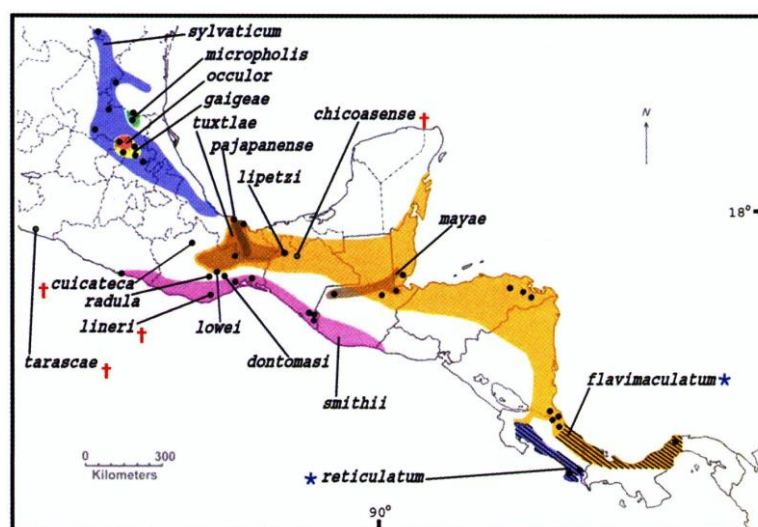 sylvaticum
micropholis
occulor
gaigeae
tuxtlae
chicoasense †
pajapanense
lipetzi
N
18°
mayae
† cuicateca
radula
lineri †
lowei
tarascae †
dontomasi
flavimaculatum *
smithii
0 300
Kilometers
* reticulatum
90°